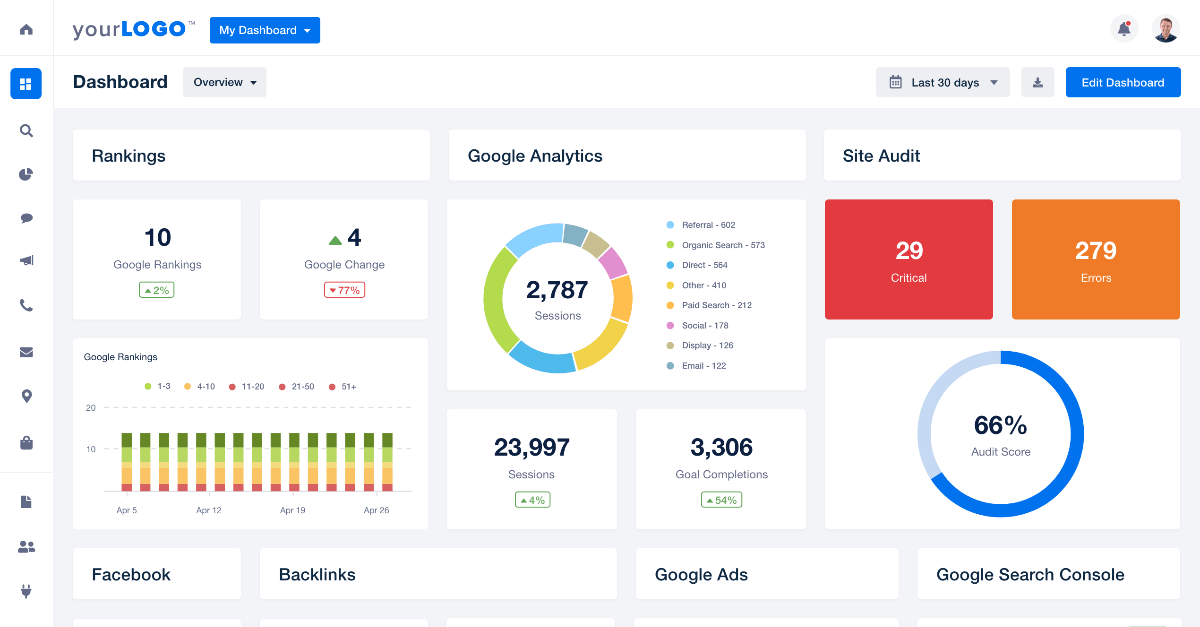 yourLOGO™
My Dashboard
Dashboard
Overview
Last 30 days
Edit Dashboard
Rankings
Google Analytics
Site Audit
10
Google Rankings
2%
4
Google Change
77%
2,787
Sessions
Referral - 602
Organic Search - 573
Direct - 564
Other - 410
Paid Search - 212
Social - 178
Display - 126
Email - 122
29
Critical
279
Errors
Google Rankings
1-3 4-10 11-20 21-50 51+
20
10
Apr 5 Apr 12 Apr 19 Apr 26
23,997
Sessions
4%
3,306
Goal Completions
54%
66%
Audit Score
Facebook
Backlinks
Google Ads
Google Search Console